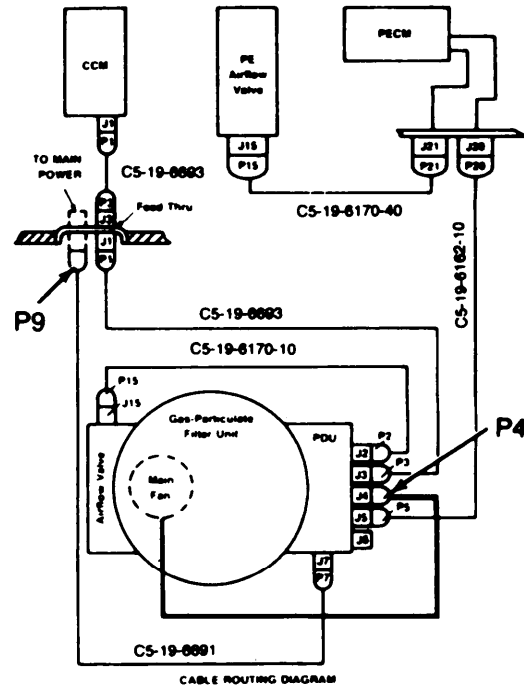 CCM
PE
Airflow
Valve
PECM
J9
P9
J15
P15
J21
P21
J20
P20
TO MAIN
POWER
C5-19-6693
Feed Thru
C5-19-6170-40
C5-19-6162-10
J1
P1
P9
C5-19-6693
C5-19-6170-10
P15
J15
Gas-Particulate
Filter Unit
PDU
P2
P4
J2
P3
J3
Main
Fan
Airflow Valve
J4
J5
P5
J6
J7
P7
C5-19-6691
CABLE ROUTING DIAGRAM